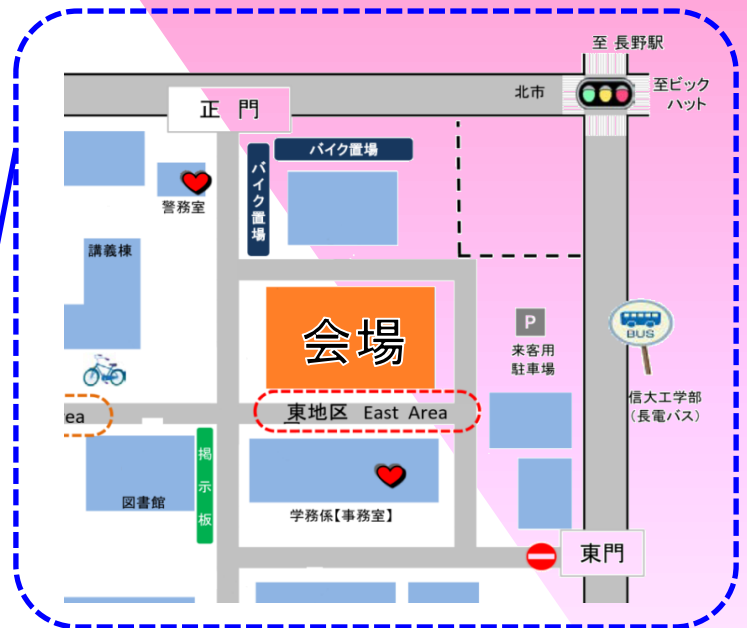 至 長野駅
北市
至ビック
ハット
正 門
バイク置場
バイク置場
警務室
講義棟
会場
P
来客用
駐車場
BUS
信大工学部
(長電バス)
ea
東地区 East Area
掲示板
図書館
学務係【事務室】
東門